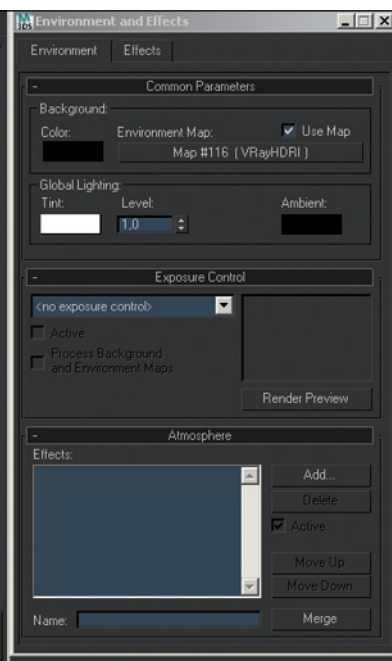 Environment and Effects
Environment Effects
- Common Parameters
Background:
Color: Environment Map: Use Map
Map #116 ( VRayHDRI )
Global Lighting:
Tint: Level: Ambient:
1,0
- Exposure Control
<no exposure control>
Active
Process Background
and Environment Maps
Render Preview
- Atmosphere
Effects:
Add...
Delete
Active
Move Up
Move Down
Name: Merge